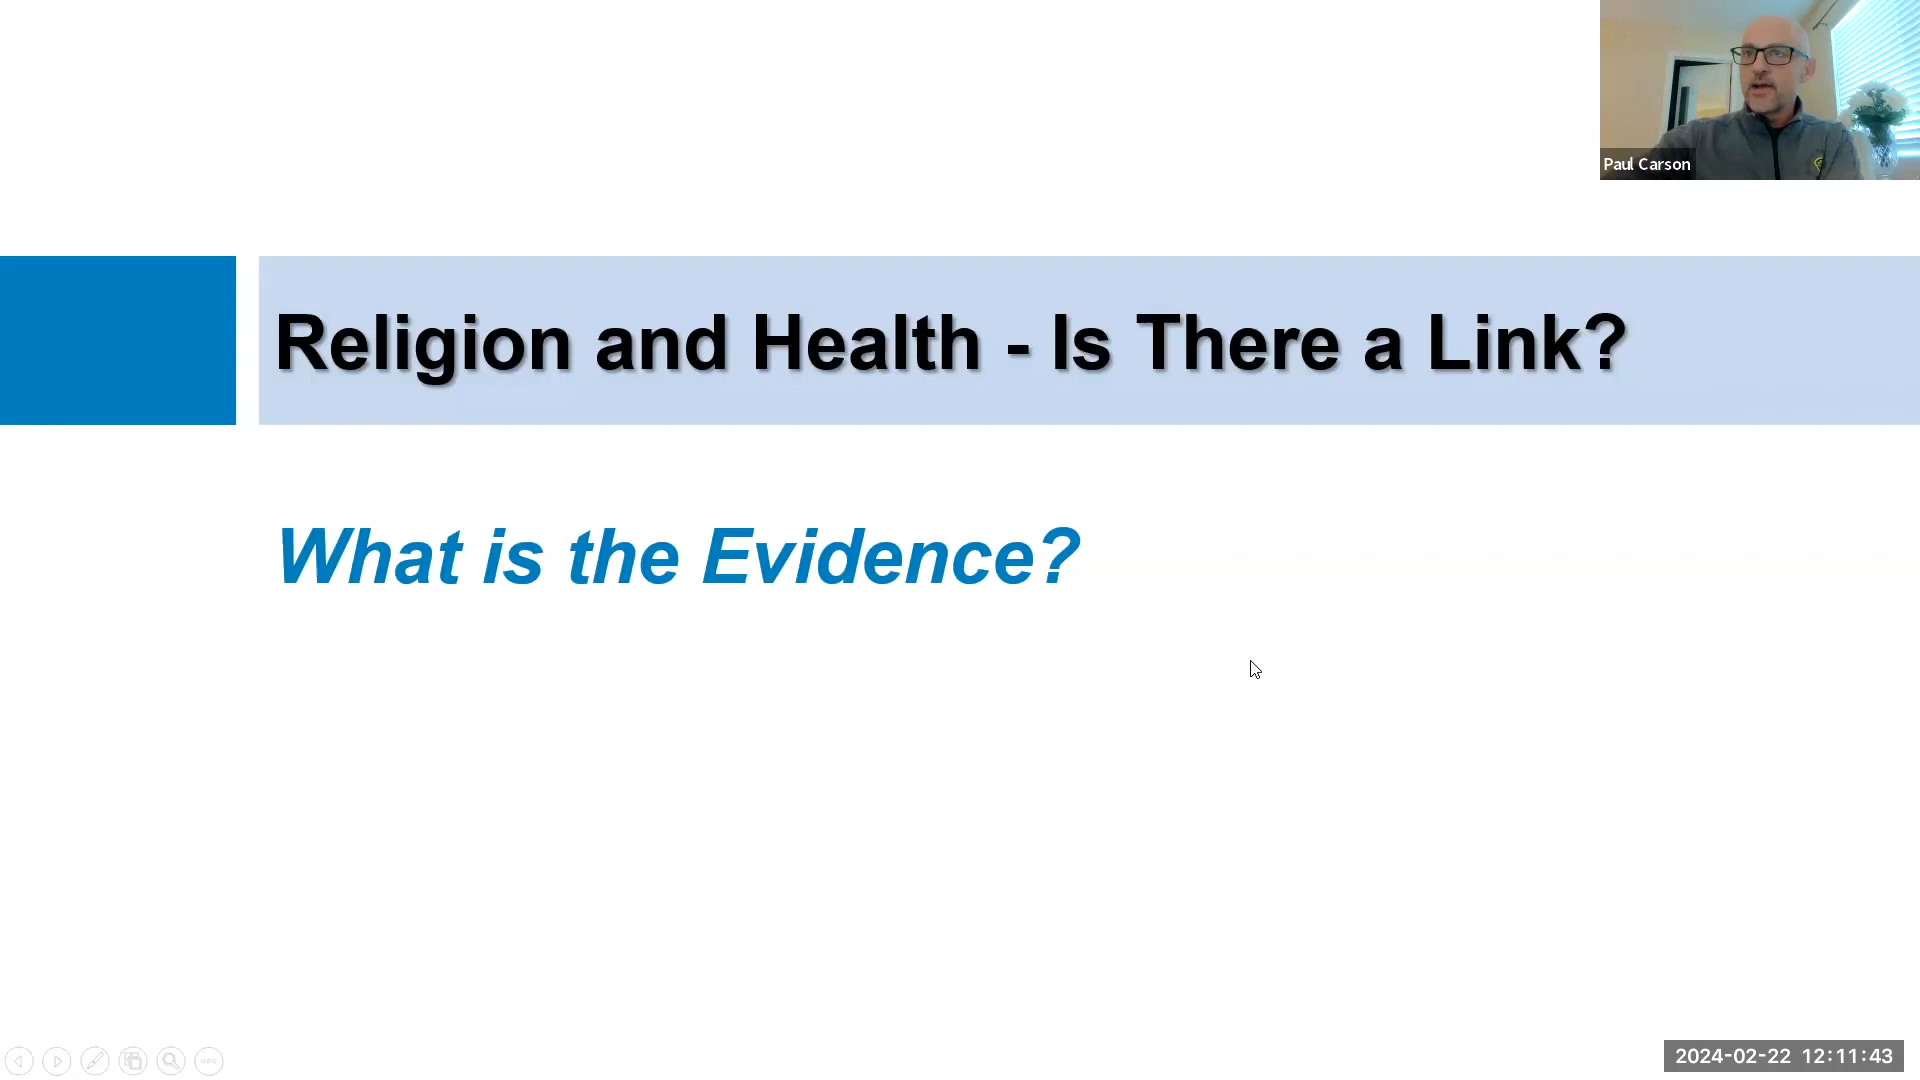 Paul Carson
Religion and Health - Is There a Link?
What is the Evidence?
2024-02-22 12:11:43